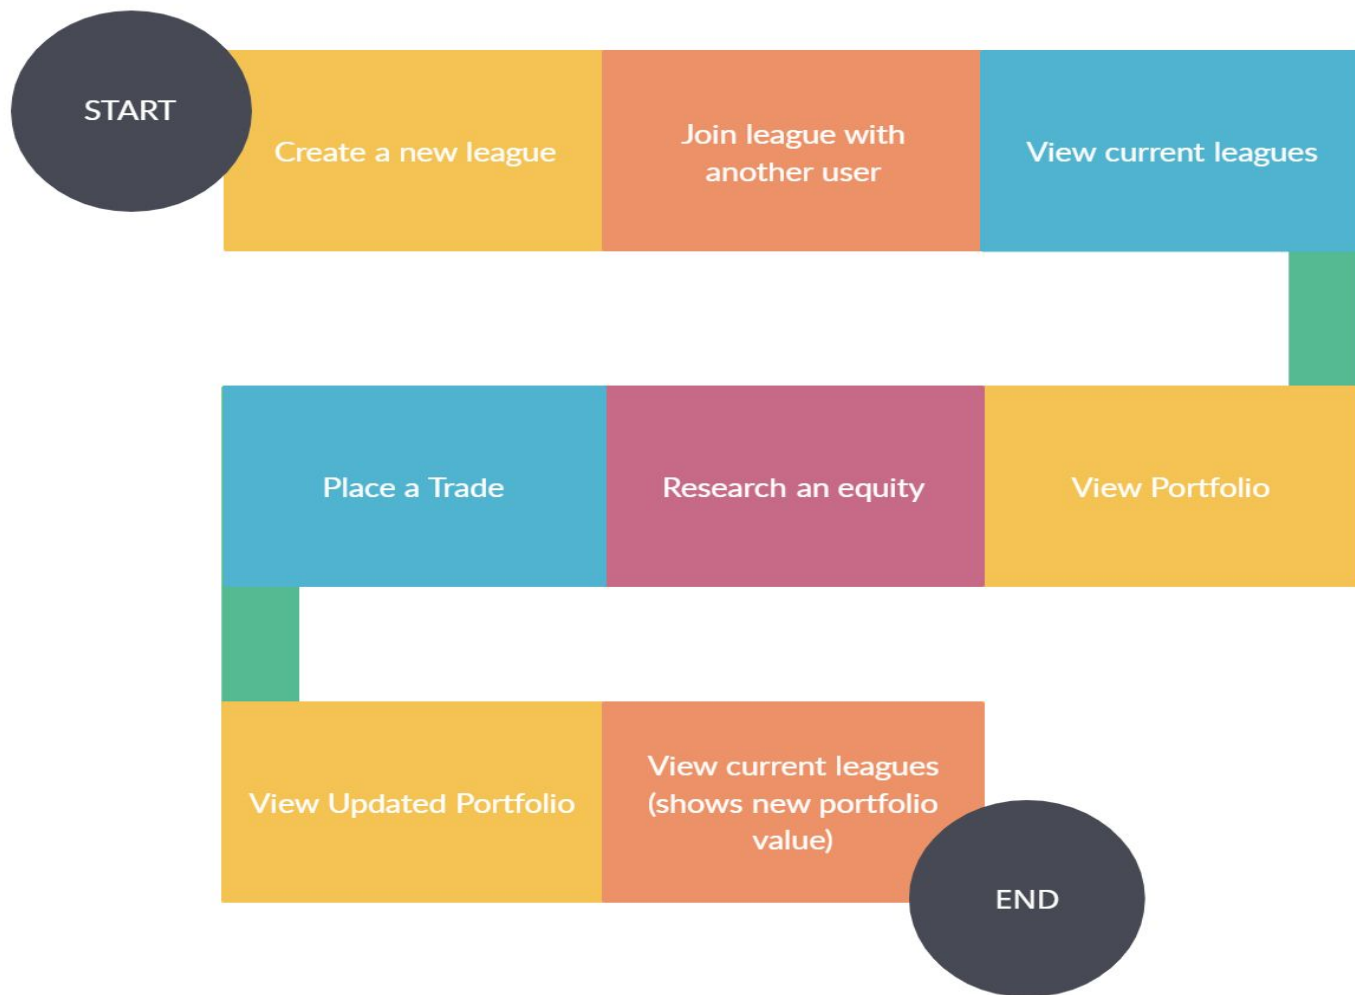 START
Create a new league
Join league with
another user
View current leagues
Place a Trade
Research an equity
View Portfolio
View Updated Portfolio
View current leagues
(shows new portfolio
value)
END